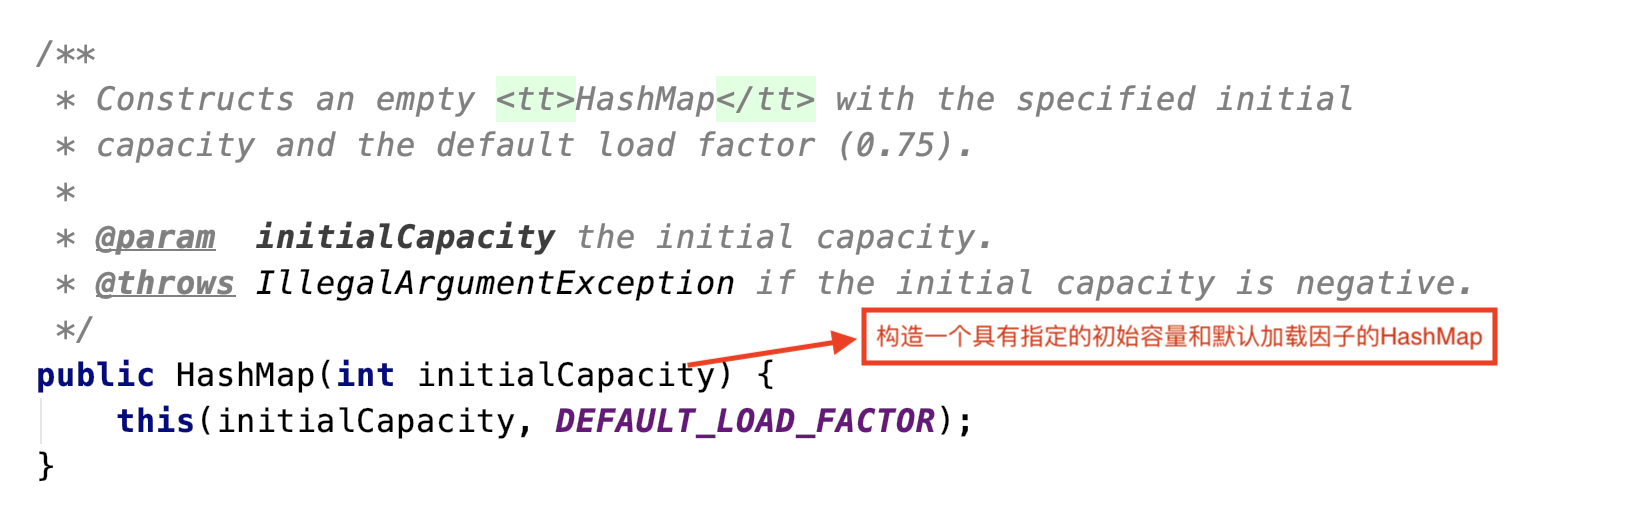 /**
 * Constructs an empty <tt>HashMap</tt> with the specified initial
 * capacity and the default load factor (0.75).
 *
 * @param  initialCapacity the initial capacity.
 * @throws IllegalArgumentException if the initial capacity is negative.
 */
构造一个具有指定的初始容量和默认加载因子的HashMap
public HashMap(int initialCapacity) {
    this(initialCapacity, DEFAULT_LOAD_FACTOR);
}